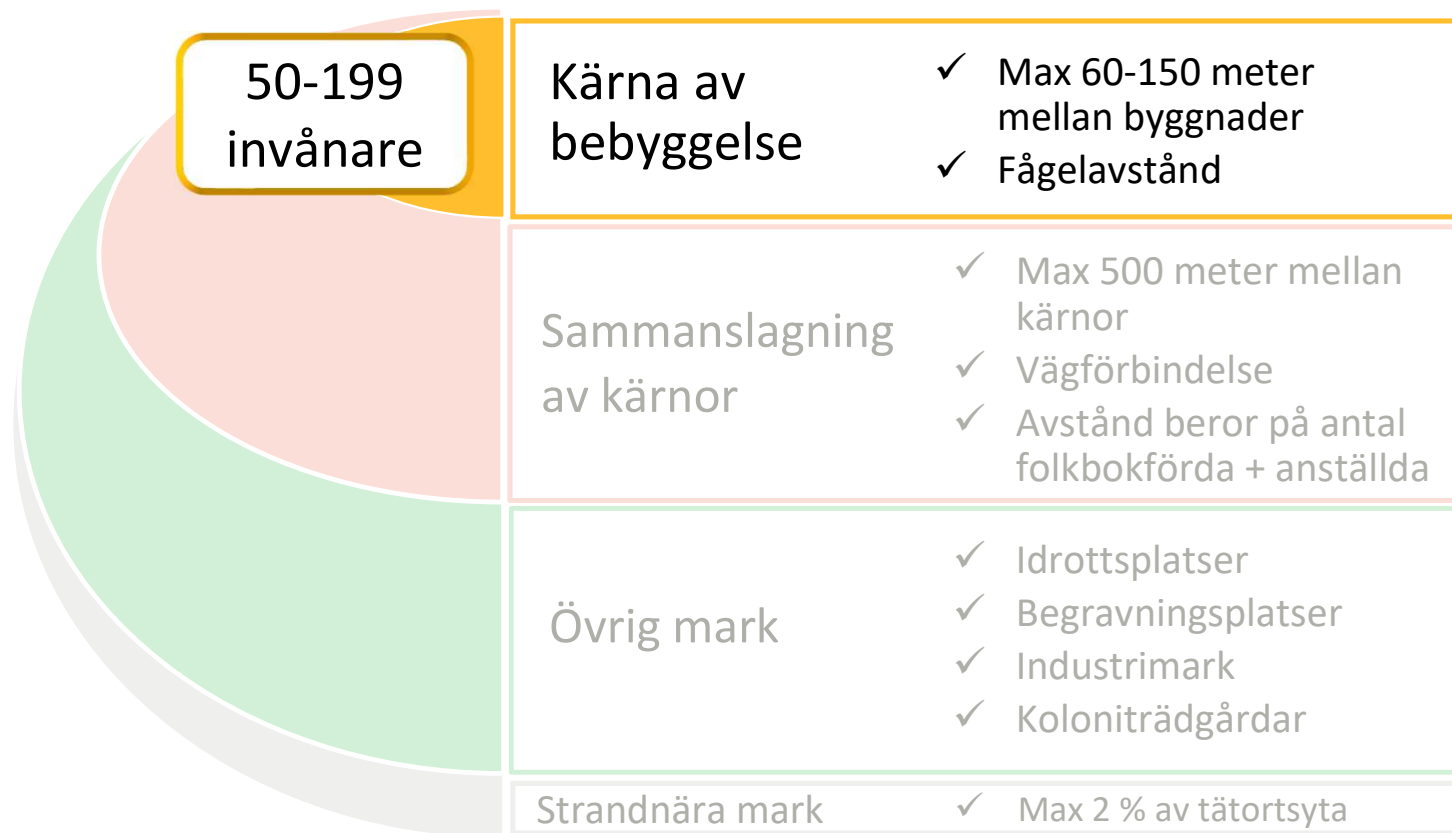 50-199
invånare
Kärna av
bebyggelse
✓ Max 60-150 meter
mellan byggnader
✓ Fågelavstånd
Sammanslagning
av kärnor
✓ Max 500 meter mellan
kärnor
✓ Vägförbindelse
✓ Avstånd beror på antal
folkbokförda + anställda
Övrig mark
✓ Idrottsplatser
✓ Begravningsplatser
✓ Industrimark
✓ Koloniträdgårdar
Strandnära mark
✓ Max 2 % av tätortsyta